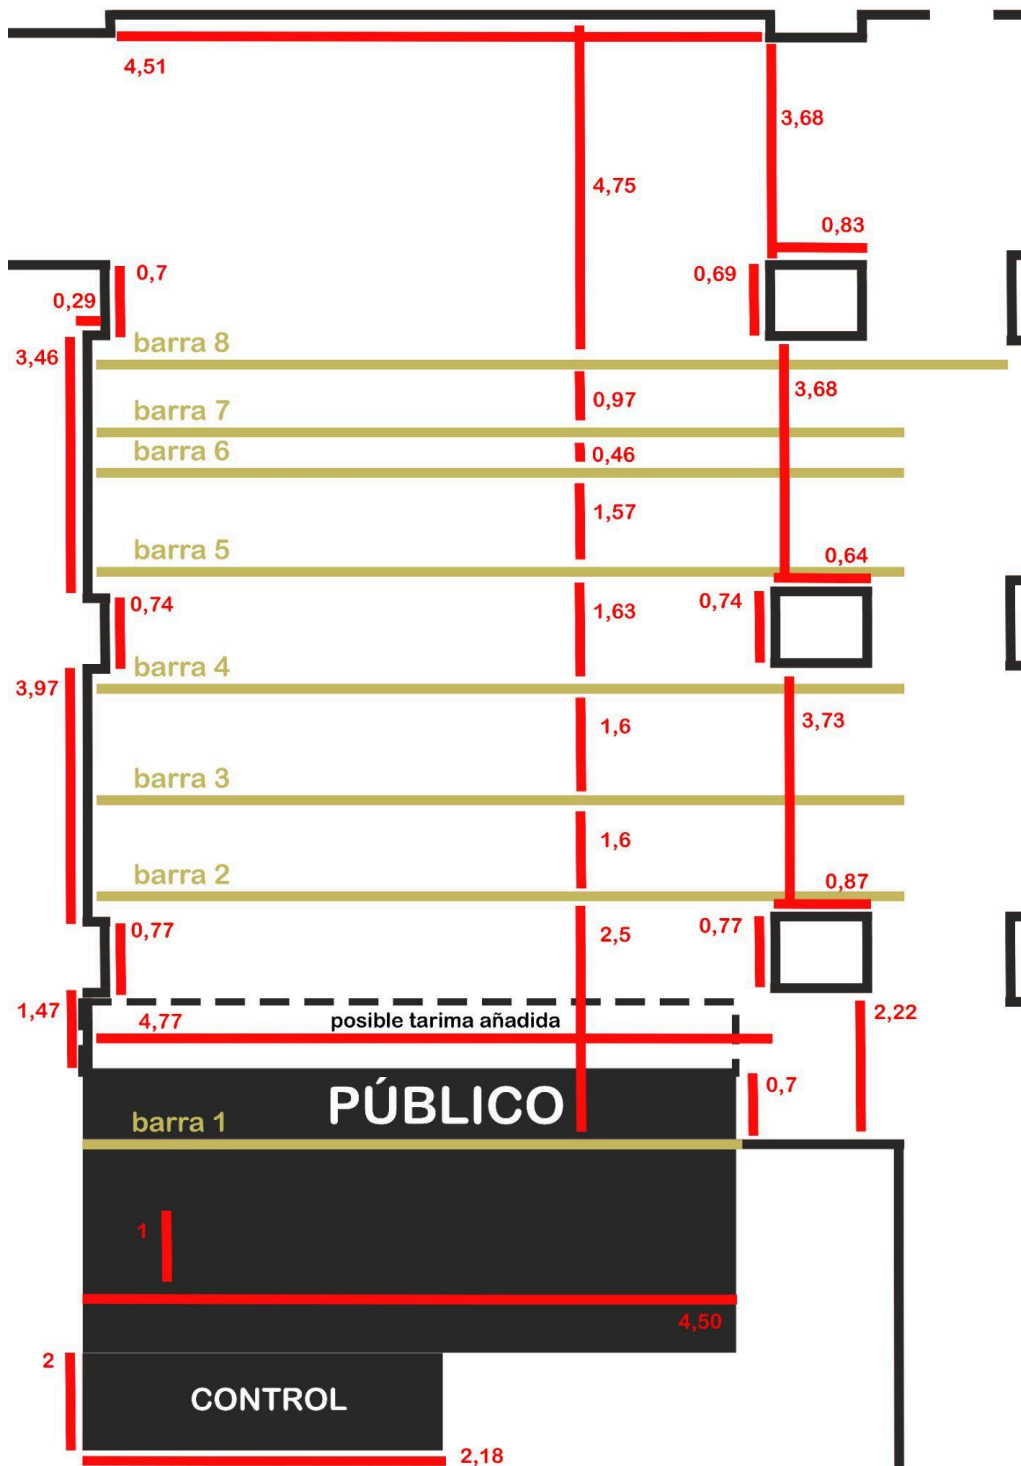 4,51
3,68
4,75
0,83
0,7
0,69
0,29
barra 8
3,46
3,68
barra 7
0,97
barra 6
0,46
1,57
barra 5
0,64
0,74
1,63
0,74
barra 4
3,97
1,6
3,73
barra 3
1,6
barra 2
0,87
0,77
2,5
0,77
1,47
4,77
posible tarima añadida
2,22
PÚBLICO
0,7
barra 1
1
4,50
2
CONTROL
2,18